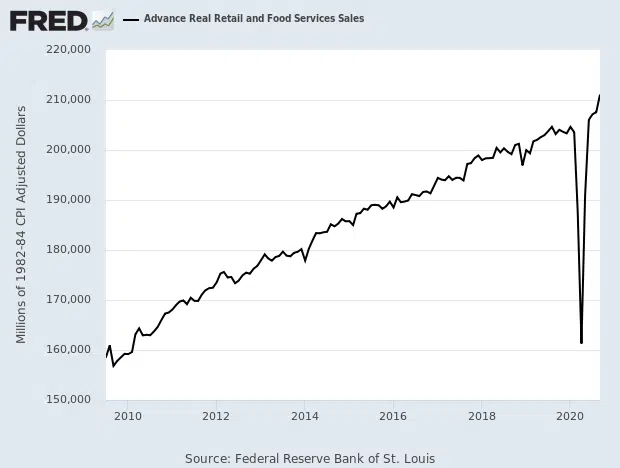 FRED
Advance Real Retail and Food Services Sales
220,000
210,000
200,000
190,000
180,000
170,000
160,000
150,000
Millions of 1982-84 CPI Adjusted Dollars
2010 2012 2014 2016 2018 2020
Source: Federal Reserve Bank of St. Louis